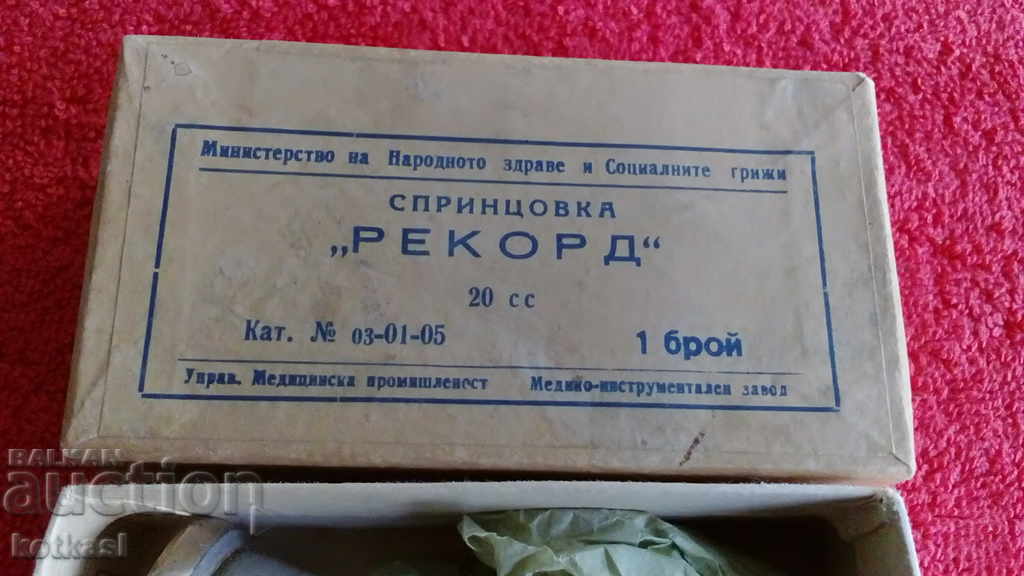 Министерство на Народното здраве и Социалните грижи
СПРИНЦОВКА
„РЕКОРД“
20 сс
Кат. № 03-01-05
1 брой
Управ. Медицинска промишленост Медико-инструментален завод
BALKAN
auction
kotkasl